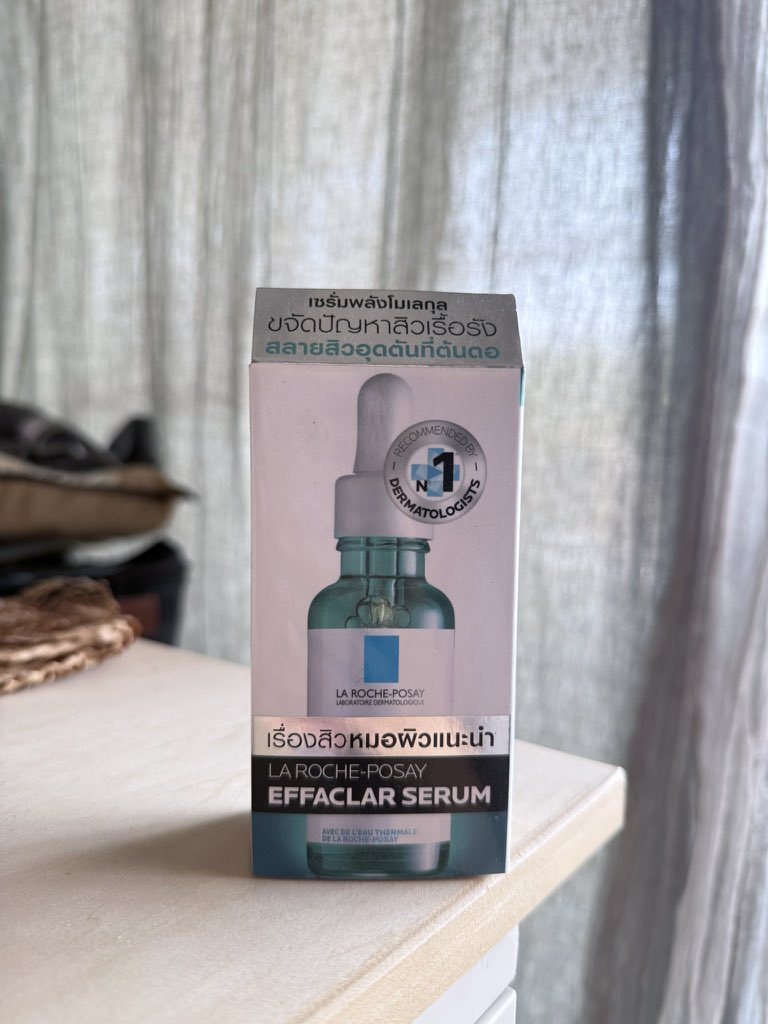 เซรั่มพลังโมเลกุล
ขจัดปัญหาสิวเรื้อรัง
สลายสิวอุดตันที่ต้นตอ
RECOMMENDED BY
N°1
DERMATOLOGISTS
LA ROCHE-POSAY
LABORATOIRE DERMATOLOGIQUE
เรื่องสิวหมอผิวแนะนำ
LA ROCHE-POSAY
EFFACLAR SERUM
AVEC DE L'EAU THERMALE
DE LA ROCHE-POSAY